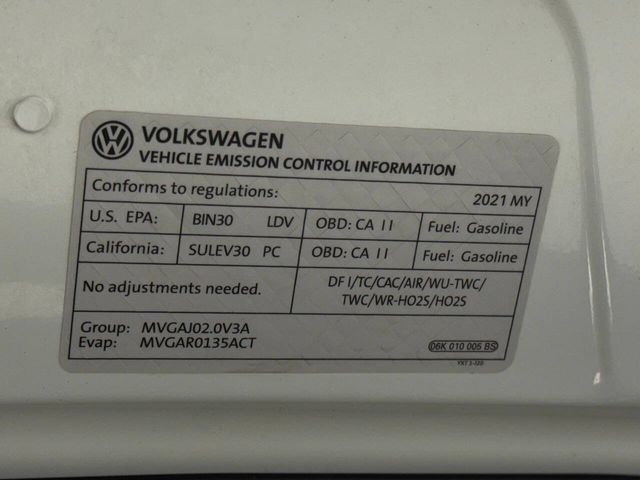 VOLKSWAGEN
VEHICLE EMISSION CONTROL INFORMATION
Conforms to regulations: 2021 MY
U.S. EPA: BIN30 LDV OBD: CA II Fuel: Gasoline
California: SULEV30 PC OBD: CA II Fuel: Gasoline
No adjustments needed.
DFI/TC/CAC/AIR/WU-TWC/
TWC/WR-HO2S/HO2S
Group: MVGAJ02.0V3A
Evap: MVGAR0135ACT
06K 010 005 BS